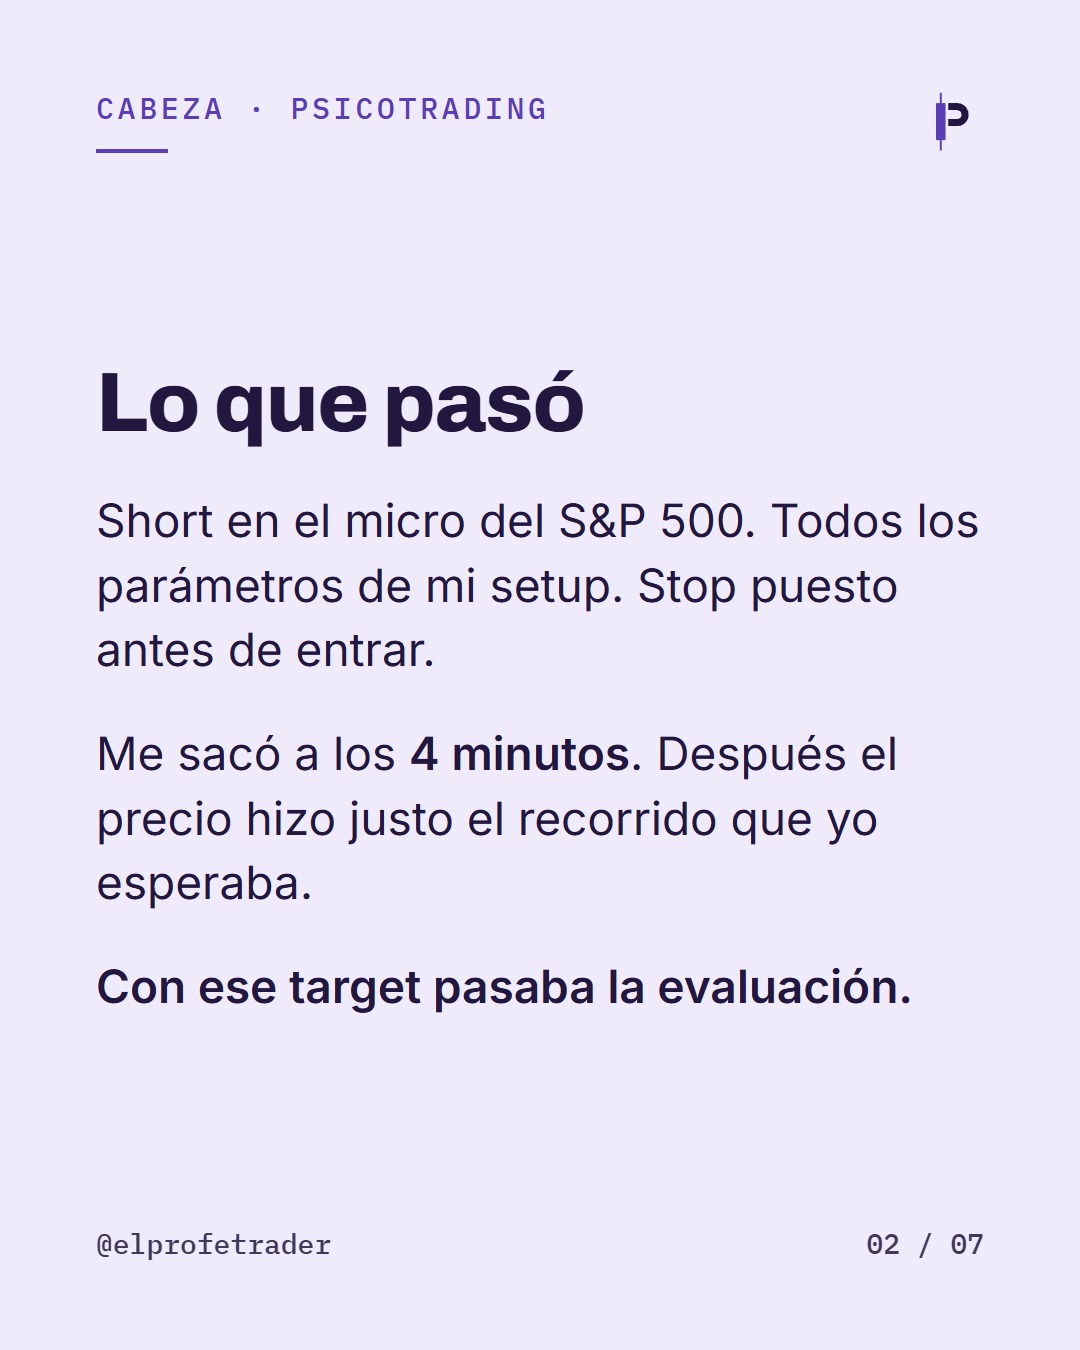 CABEZA · PSICOTRADING
Lo que pasó
Short en el micro del S&P 500. Todos los
parámetros de mi setup. Stop puesto
antes de entrar.
Me sacó a los 4 minutos. Después el
precio hizo justo el recorrido que yo
esperaba.
Con ese target pasaba la evaluación.
@elprofetrader
02 / 07